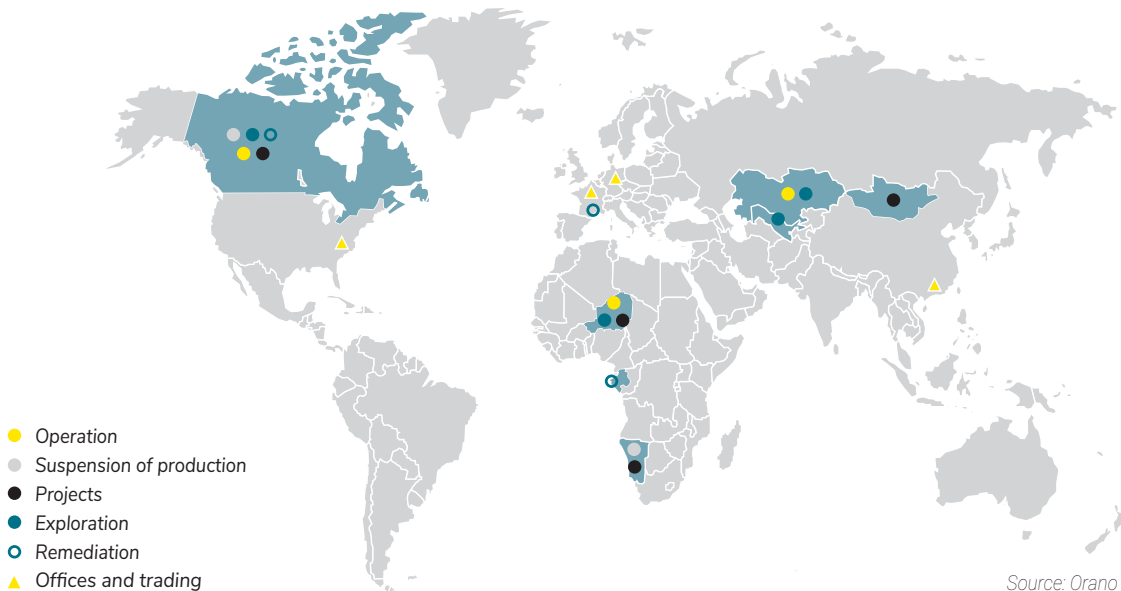 Operation
Suspension of production
Projects
Exploration
Remediation
Offices and trading
Source: Orano